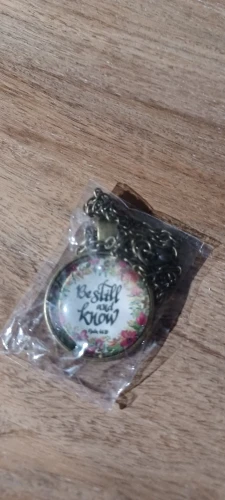 Be still
and
know